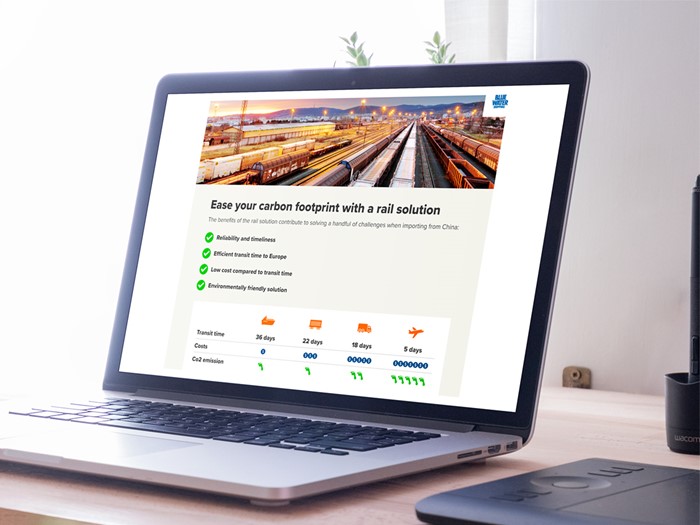 BLUE
WATER
Ease your carbon footprint with a rail solution
The benefits of the rail solution contribute to solving a handful of challenges when importing from China:
Reliability and timeliness
Efficient transit time to Europe
Low cost compared to transit time
Environmentally friendly solution
Transit time 36 days 22 days 18 days 5 days
Costs
Co2 emission
wacom